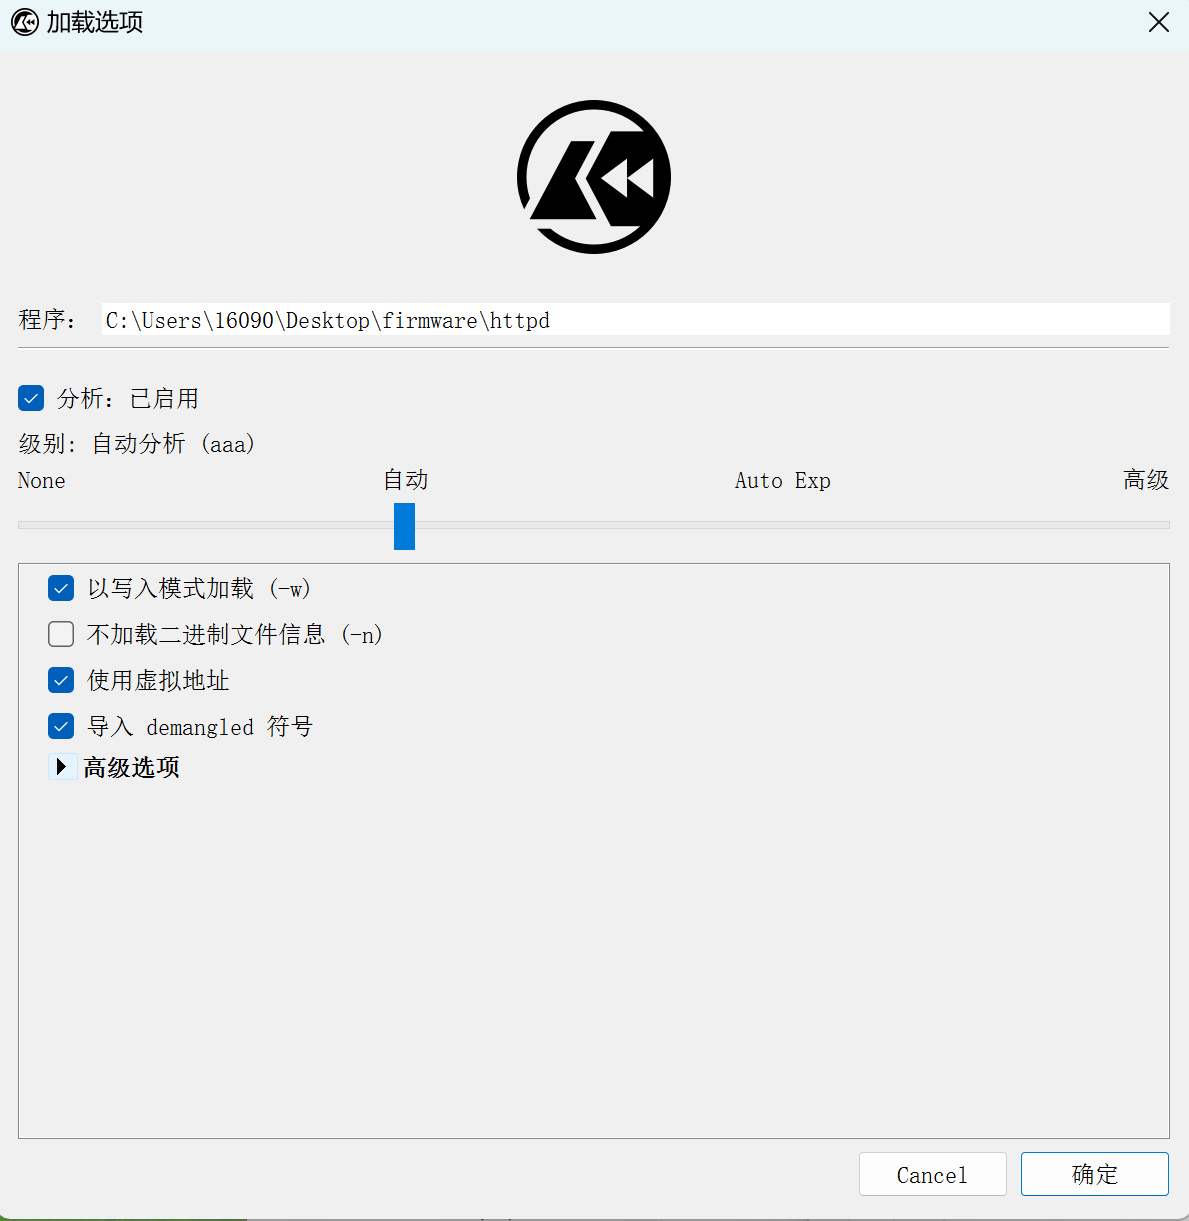 加载选项
程序： C:\Users\16090\Desktop\firmware\httpd
分析：已启用
级别：自动分析 (aaa)
None 自动 Auto Exp 高级
以写入模式加载 (-w)
不加载二进制文件信息 (-n)
使用虚拟地址
导入 demangled 符号
高级选项
Cancel 确定